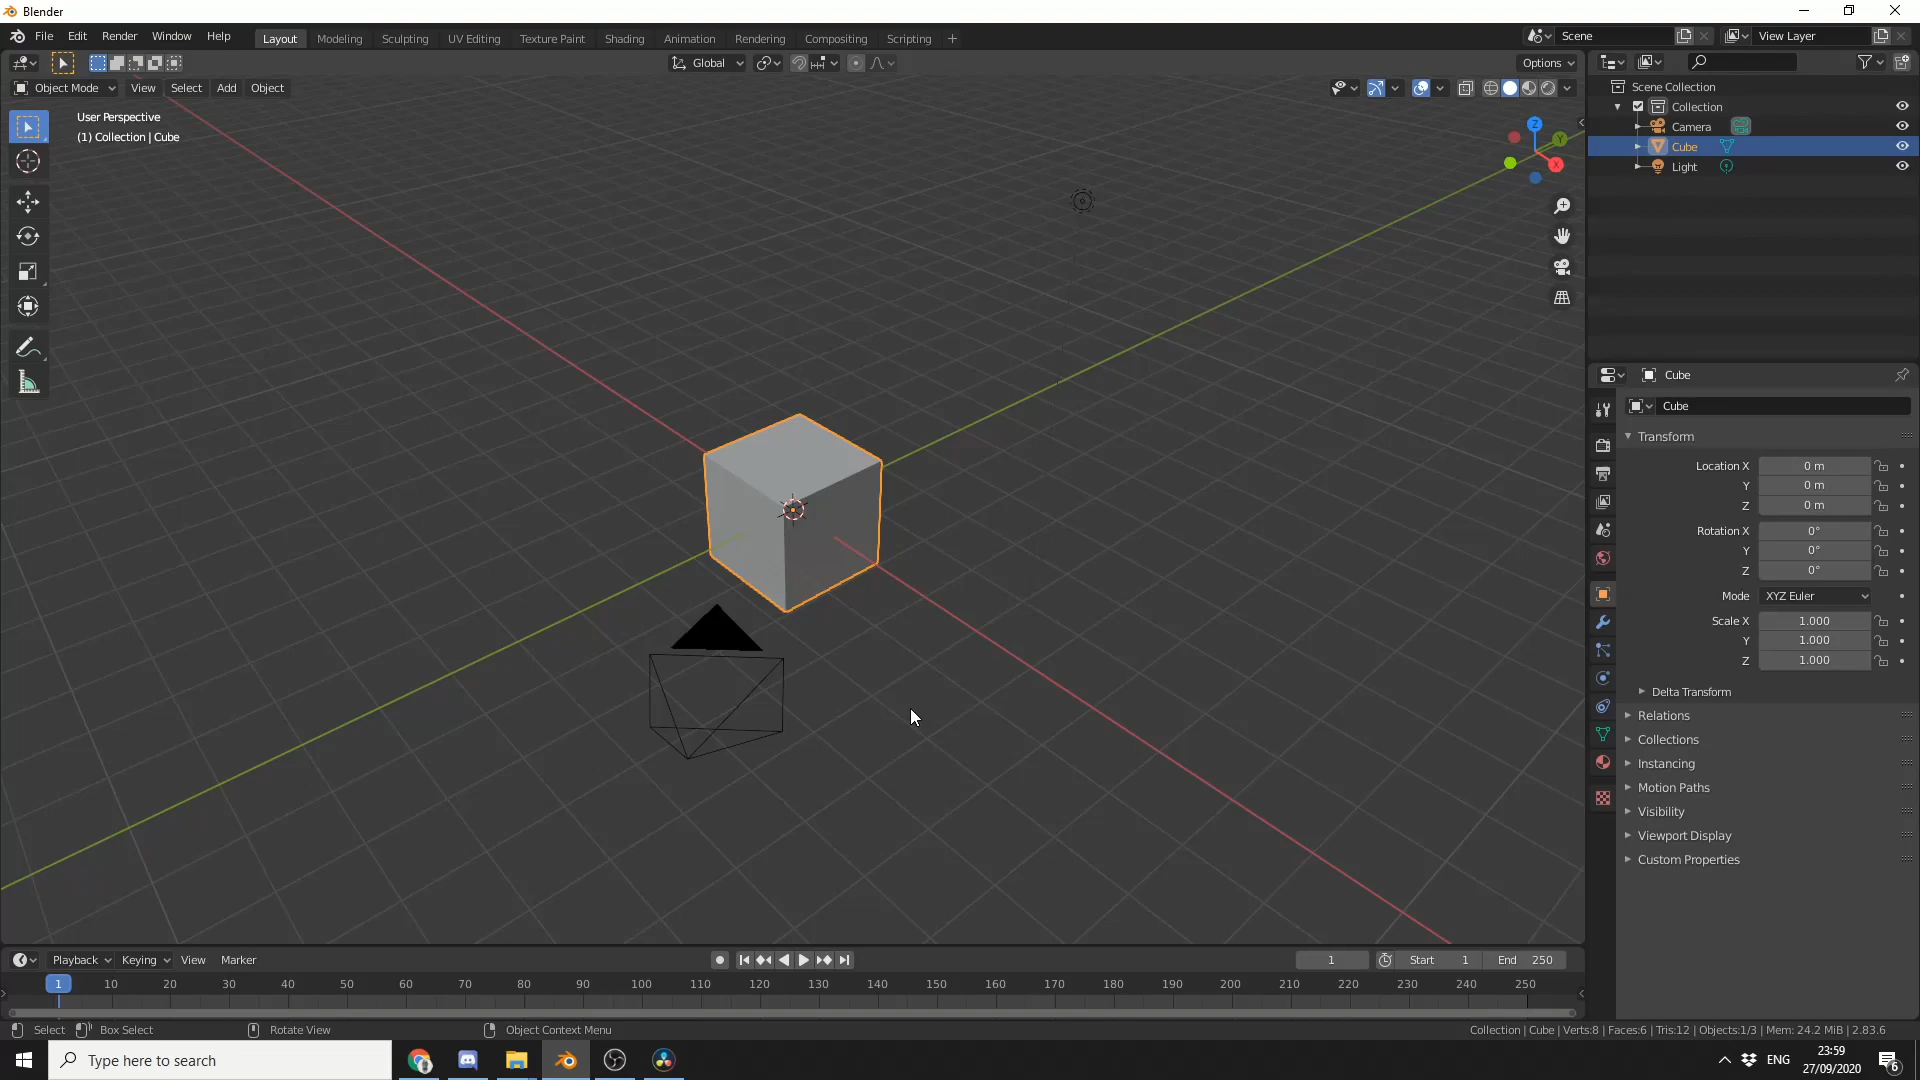 Blender
File Edit Render Window Help Layout Modeling Sculpting UV Editing Texture Paint Shading Animation Rendering Compositing Scripting + Scene View Layer
Global Options
Object Mode View Select Add Object
User Perspective
(1) Collection | Cube
Z
Y
X
Scene Collection
Collection
Camera
Cube
Light
Cube
Cube
Transform
Location X 0 m
Y 0 m
Z 0 m
Rotation X 0°
Y 0°
Z 0°
Mode XYZ Euler
Scale X 1.000
Y 1.000
Z 1.000
Delta Transform
Relations
Collections
Instancing
Motion Paths
Visibility
Viewport Display
Custom Properties
Playback Keying View Marker 1 Start 1 End 250
1 10 20 30 40 50 60 70 80 90 100 110 120 130 140 150 160 170 180 190 200 210 220 230 240 250
Select Box Select Rotate View Object Context Menu Collection | Cube | Verts:8 | Faces:6 | Tris:12 | Objects:1/3 | Mem: 24.2 MiB | 2.83.6
Type here to search ENG 23:59
27/09/2020 6